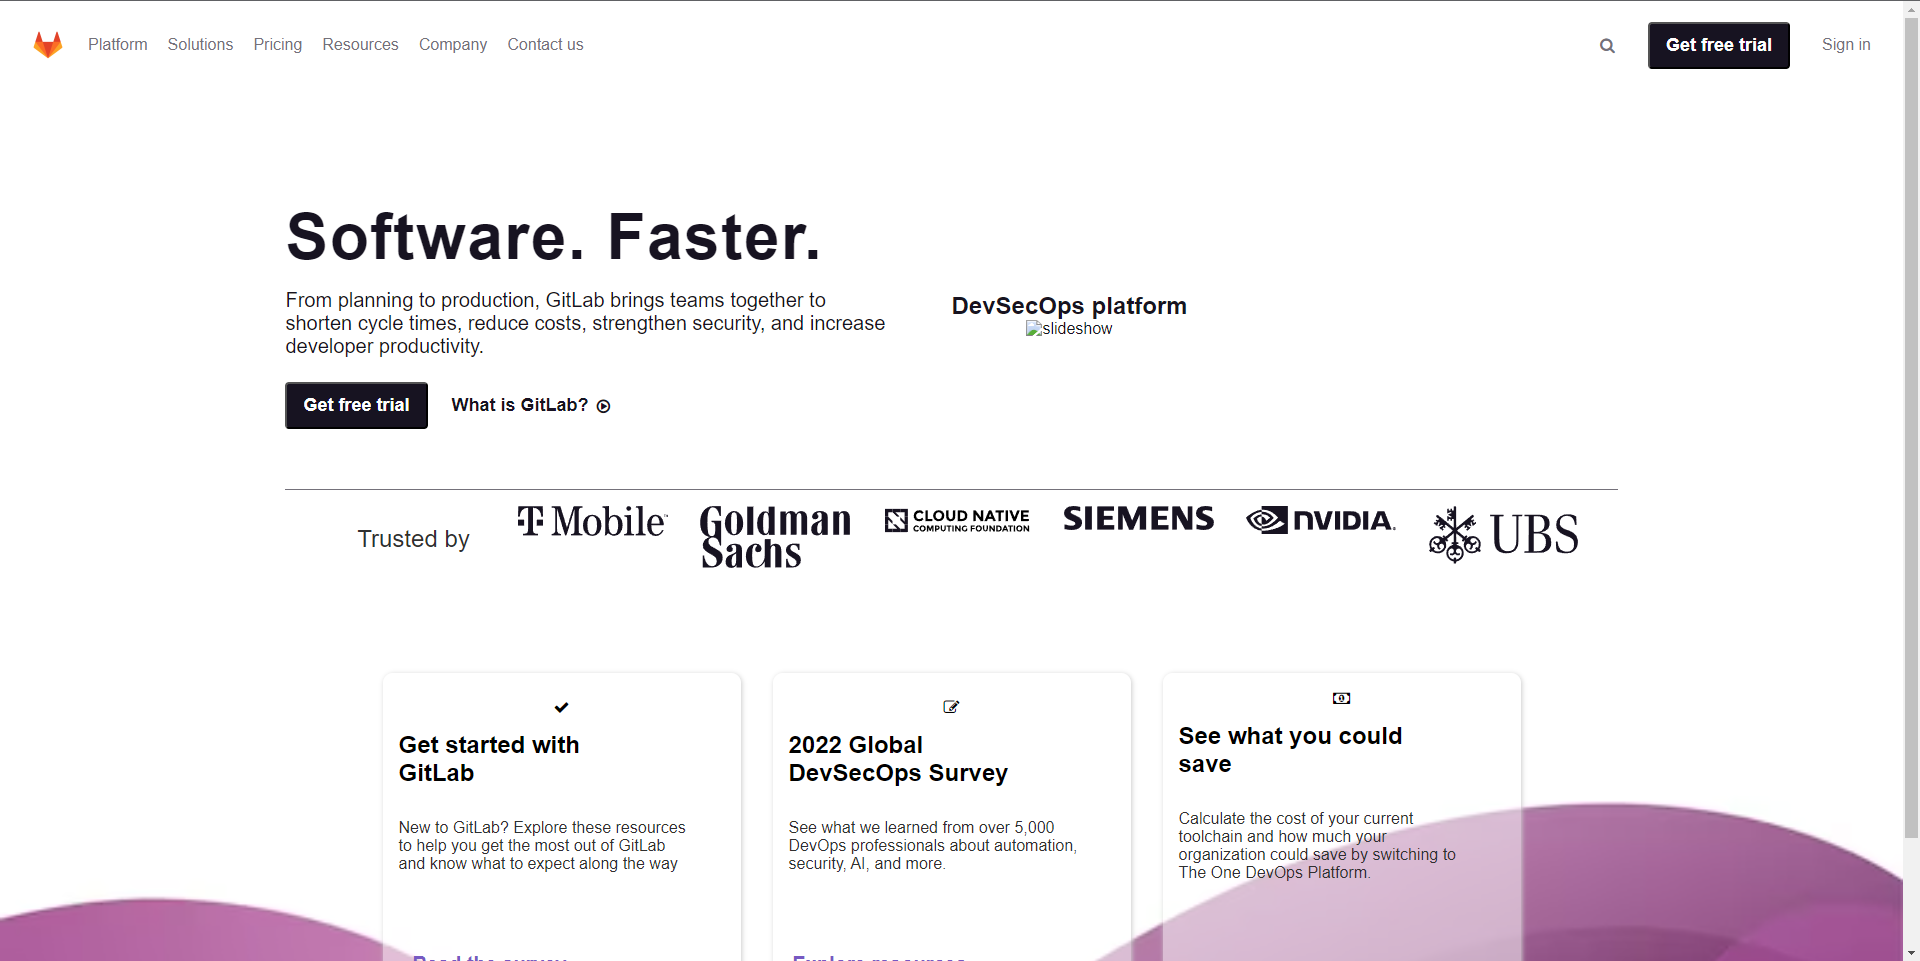 Platform Solutions Pricing Resources Company Contact us Get free trial Sign in
Software. Faster.
From planning to production, GitLab brings teams together to
shorten cycle times, reduce costs, strengthen security, and increase
developer productivity.
Get free trial What is GitLab?
DevSecOps platform
slideshow
Trusted by
T Mobile™
Goldman
Sachs
CLOUD NATIVE
COMPUTING FOUNDATION
SIEMENS
NVIDIA.
UBS
Get started with
GitLab
New to GitLab? Explore these resources
to help you get the most out of GitLab
and know what to expect along the way
Read the survey
2022 Global
DevSecOps Survey
See what we learned from over 5,000
DevOps professionals about automation,
security, AI, and more.
Explore resources
See what you could
save
Calculate the cost of your current
toolchain and how much your
organization could save by switching to
The One DevOps Platform.